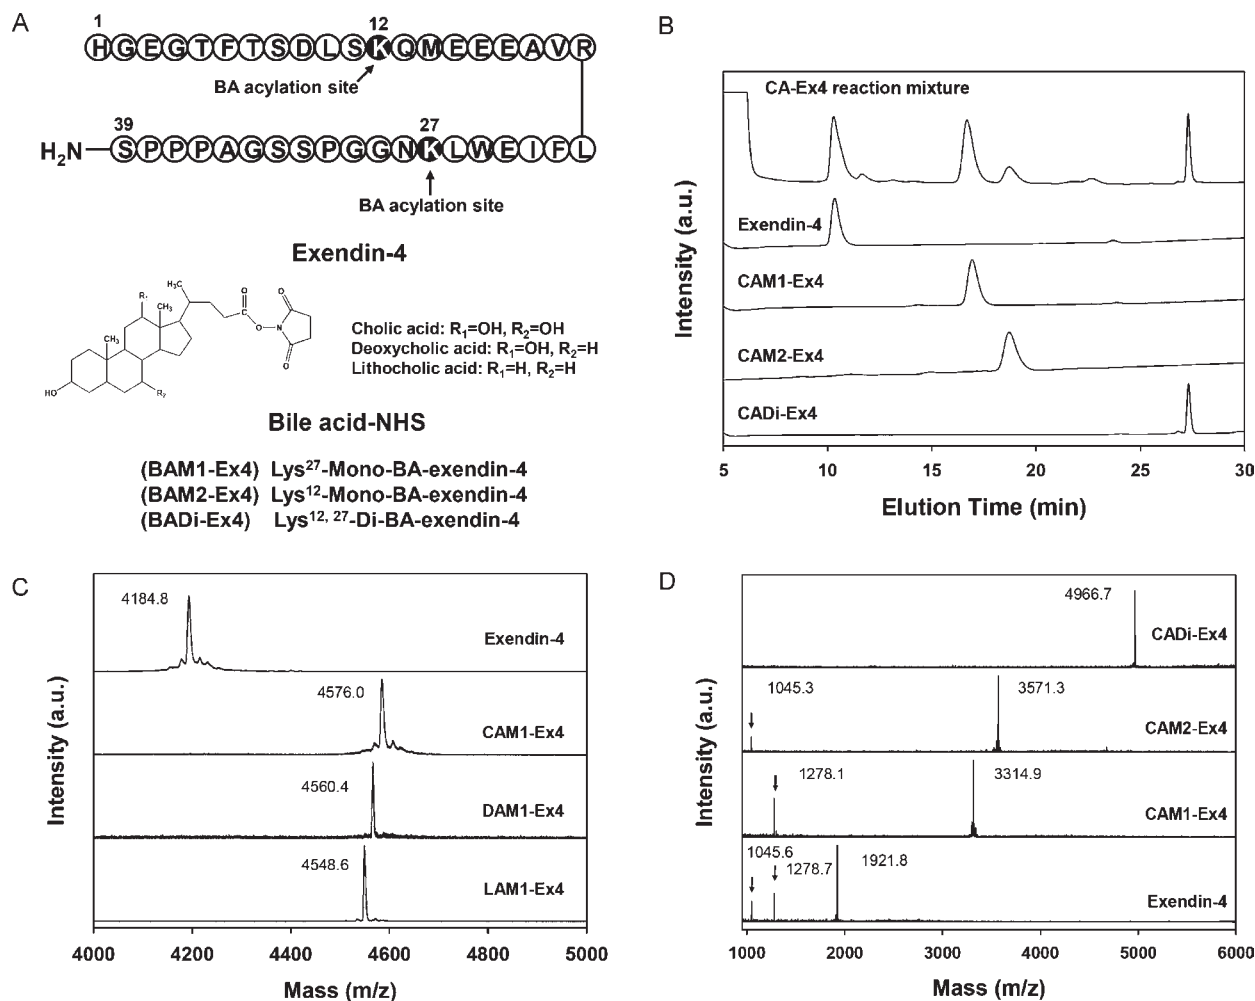 A
1
12
HGEGTFTSDLSKQMEEEAVR
BA acylation site
39
27
H₂N
SPPPAGSSPGGNKLWEIFL
BA acylation site
Exendin-4
H₃C
R₁
CH₃
O
O
CH₃
C
O
N
HO
R₂
O
Cholic acid: R₁=OH, R₂=OH
Deoxycholic acid: R₁=OH, R₂=H
Lithocholic acid: R₁=H, R₂=H
Bile acid-NHS
(BAM1-Ex4) Lys²⁷-Mono-BA-exendin-4
(BAM2-Ex4) Lys¹²-Mono-BA-exendin-4
(BADi-Ex4) Lys¹²,²⁷-Di-BA-exendin-4
B
CA-Ex4 reaction mixture
Exendin-4
CAM1-Ex4
CAM2-Ex4
CADi-Ex4
Intensity (a.u.)
5 10 15 20 25 30
Elution Time (min)
C
4184.8
Exendin-4
4576.0
CAM1-Ex4
4560.4
DAM1-Ex4
4548.6
LAM1-Ex4
Intensity (a.u.)
4000 4200 4400 4600 4800 5000
Mass (m/z)
D
4966.7
CADi-Ex4
1045.3
3571.3
CAM2-Ex4
1278.1
3314.9
CAM1-Ex4
1045.6
1278.7
1921.8
Exendin-4
Intensity (a.u.)
1000 2000 3000 4000 5000 6000
Mass (m/z)